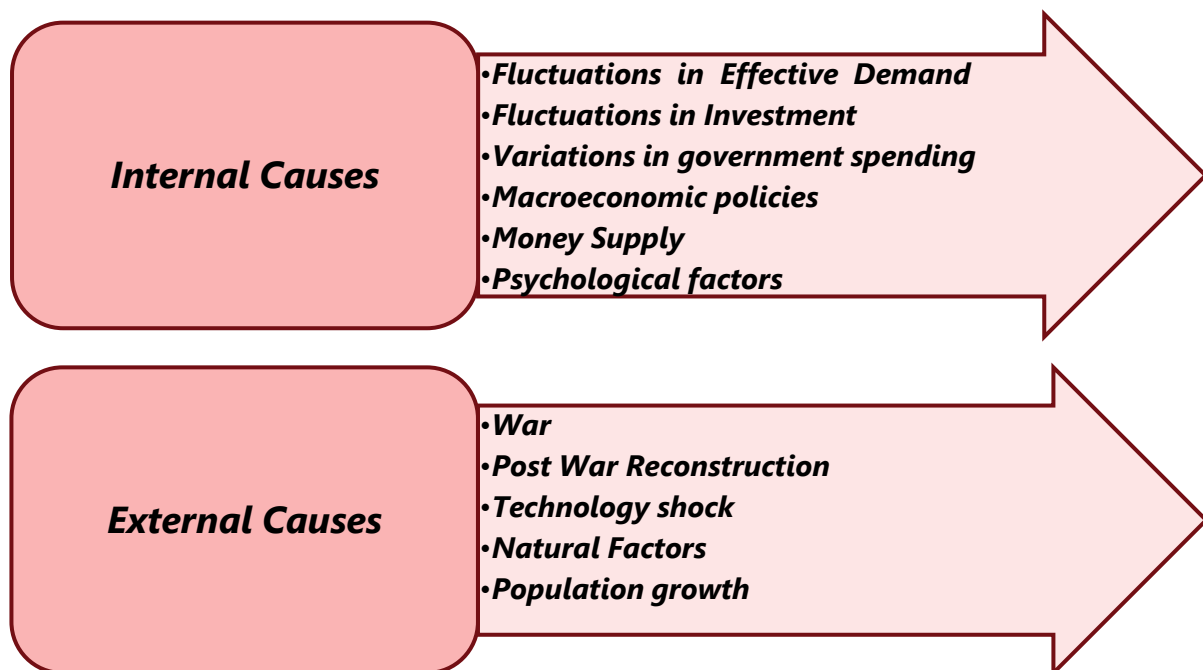 Internal Causes
•Fluctuations in Effective Demand
•Fluctuations in Investment
•Variations in government spending
•Macroeconomic policies
•Money Supply
•Psychological factors
External Causes
•War
•Post War Reconstruction
•Technology shock
•Natural Factors
•Population growth